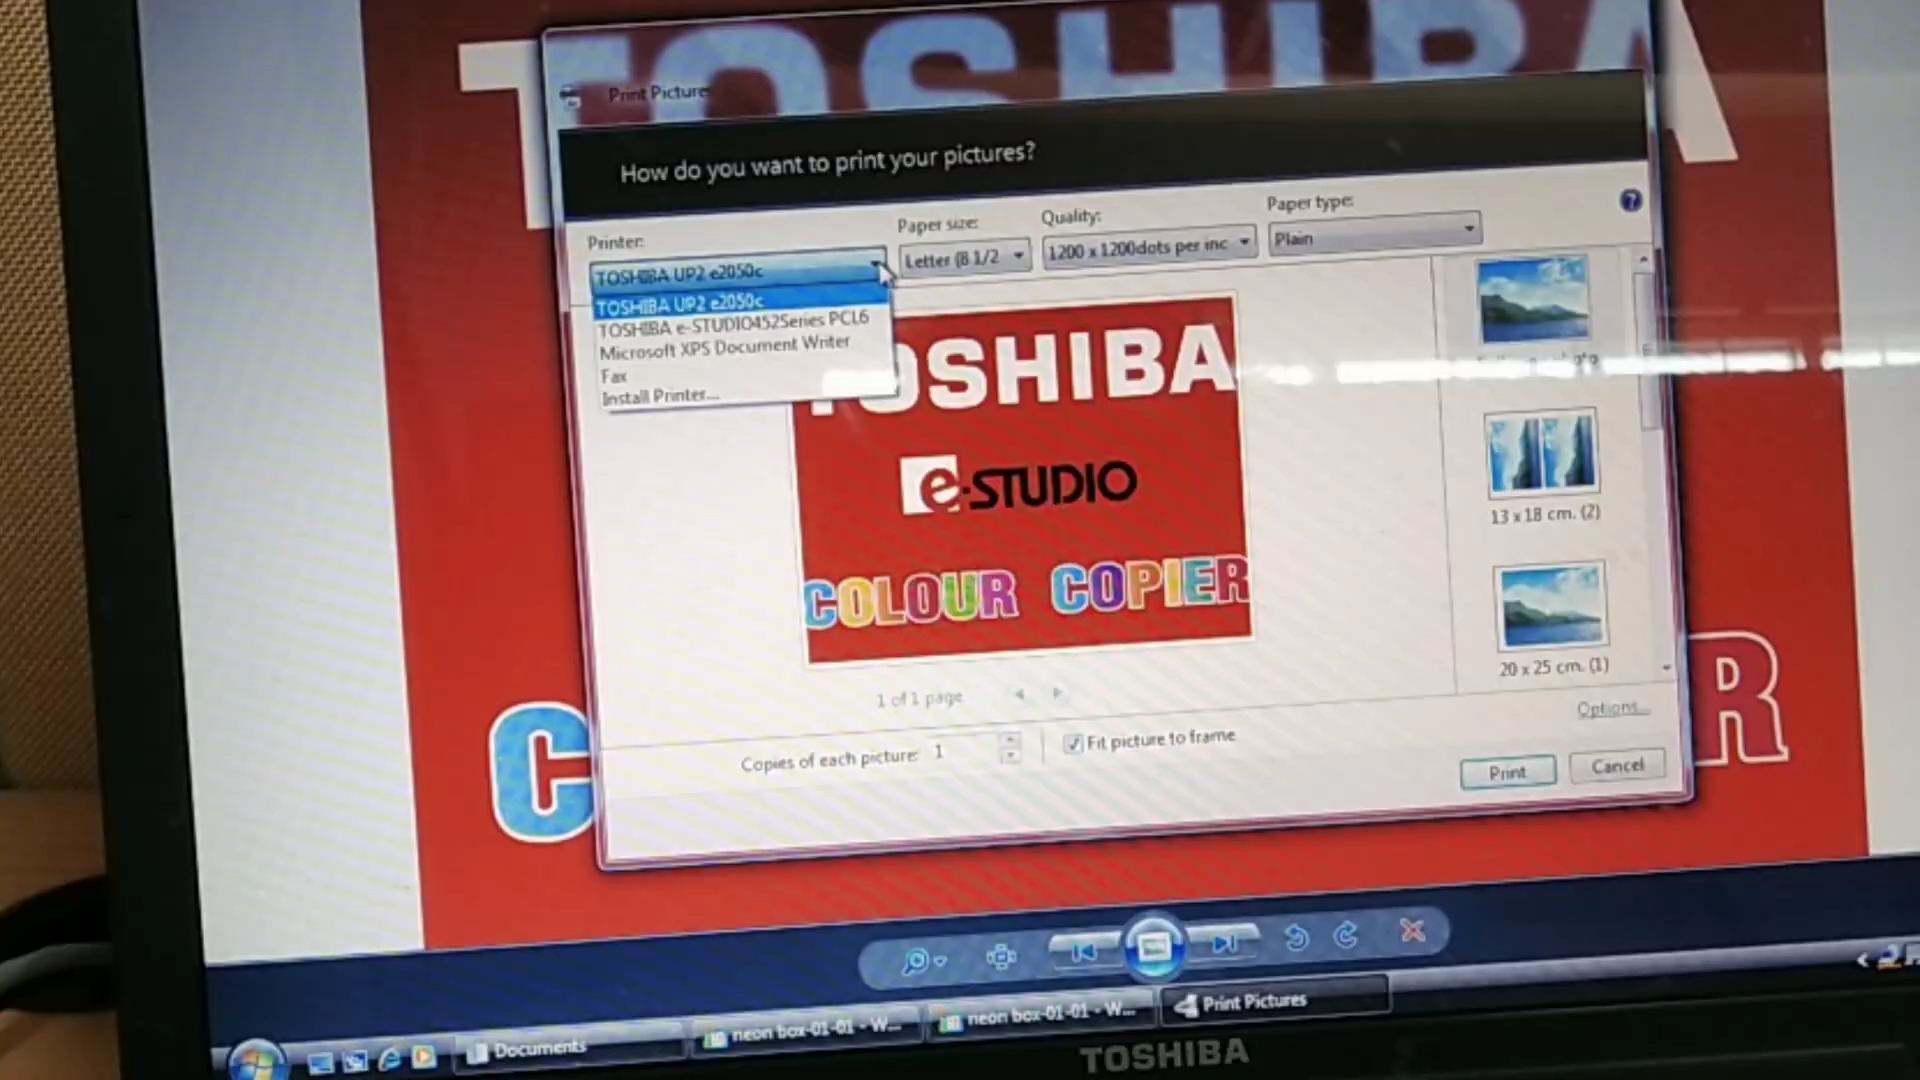 TOSHIBA
Print Pictures
How do you want to print your pictures?
Printer:
Paper size:
Quality:
Paper type:
TOSHIBA UP2 e2050c
Letter (8 1/2
1200 x 1200dots per inc
Plain
TOSHIBA UP2 e2050c
TOSHIBA e-STUDIO452Series PCL6
Microsoft XPS Document Writer
Fax
Install Printer...
TOSHIBA
e-STUDIO
COLOUR COPIER
13 x 18 cm. (2)
20 x 25 cm. (1)
1 of 1 page
Options...
Copies of each picture: 1
Fit picture to frame
Print
Cancel
C
R
Documents
neon box-01-01 - W...
neon box-01-01 - W...
Print Pictures
TOSHIBA